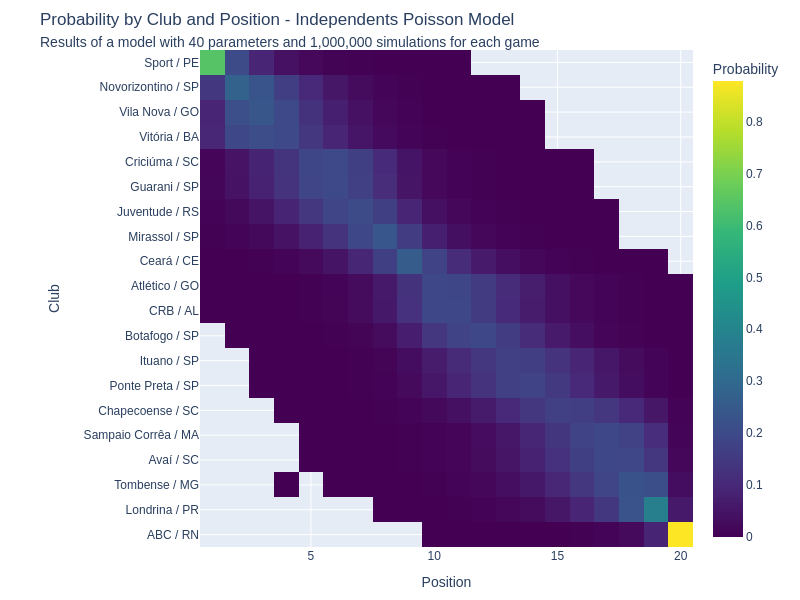 Probability by Club and Position - Independents Poisson Model
Results of a model with 40 parameters and 1,000,000 simulations for each game
Probability
Club
Sport / PE
Novorizontino / SP
Vila Nova / GO
Vitória / BA
Criciúma / SC
Guarani / SP
Juventude / RS
Mirassol / SP
Ceará / CE
Atlético / GO
CRB / AL
Botafogo / SP
Ituano / SP
Ponte Preta / SP
Chapecoense / SC
Sampaio Corrêa / MA
Avaí / SC
Tombense / MG
Londrina / PR
ABC / RN
5 10 15 20
Position
0.8
0.7
0.6
0.5
0.4
0.3
0.2
0.1
0